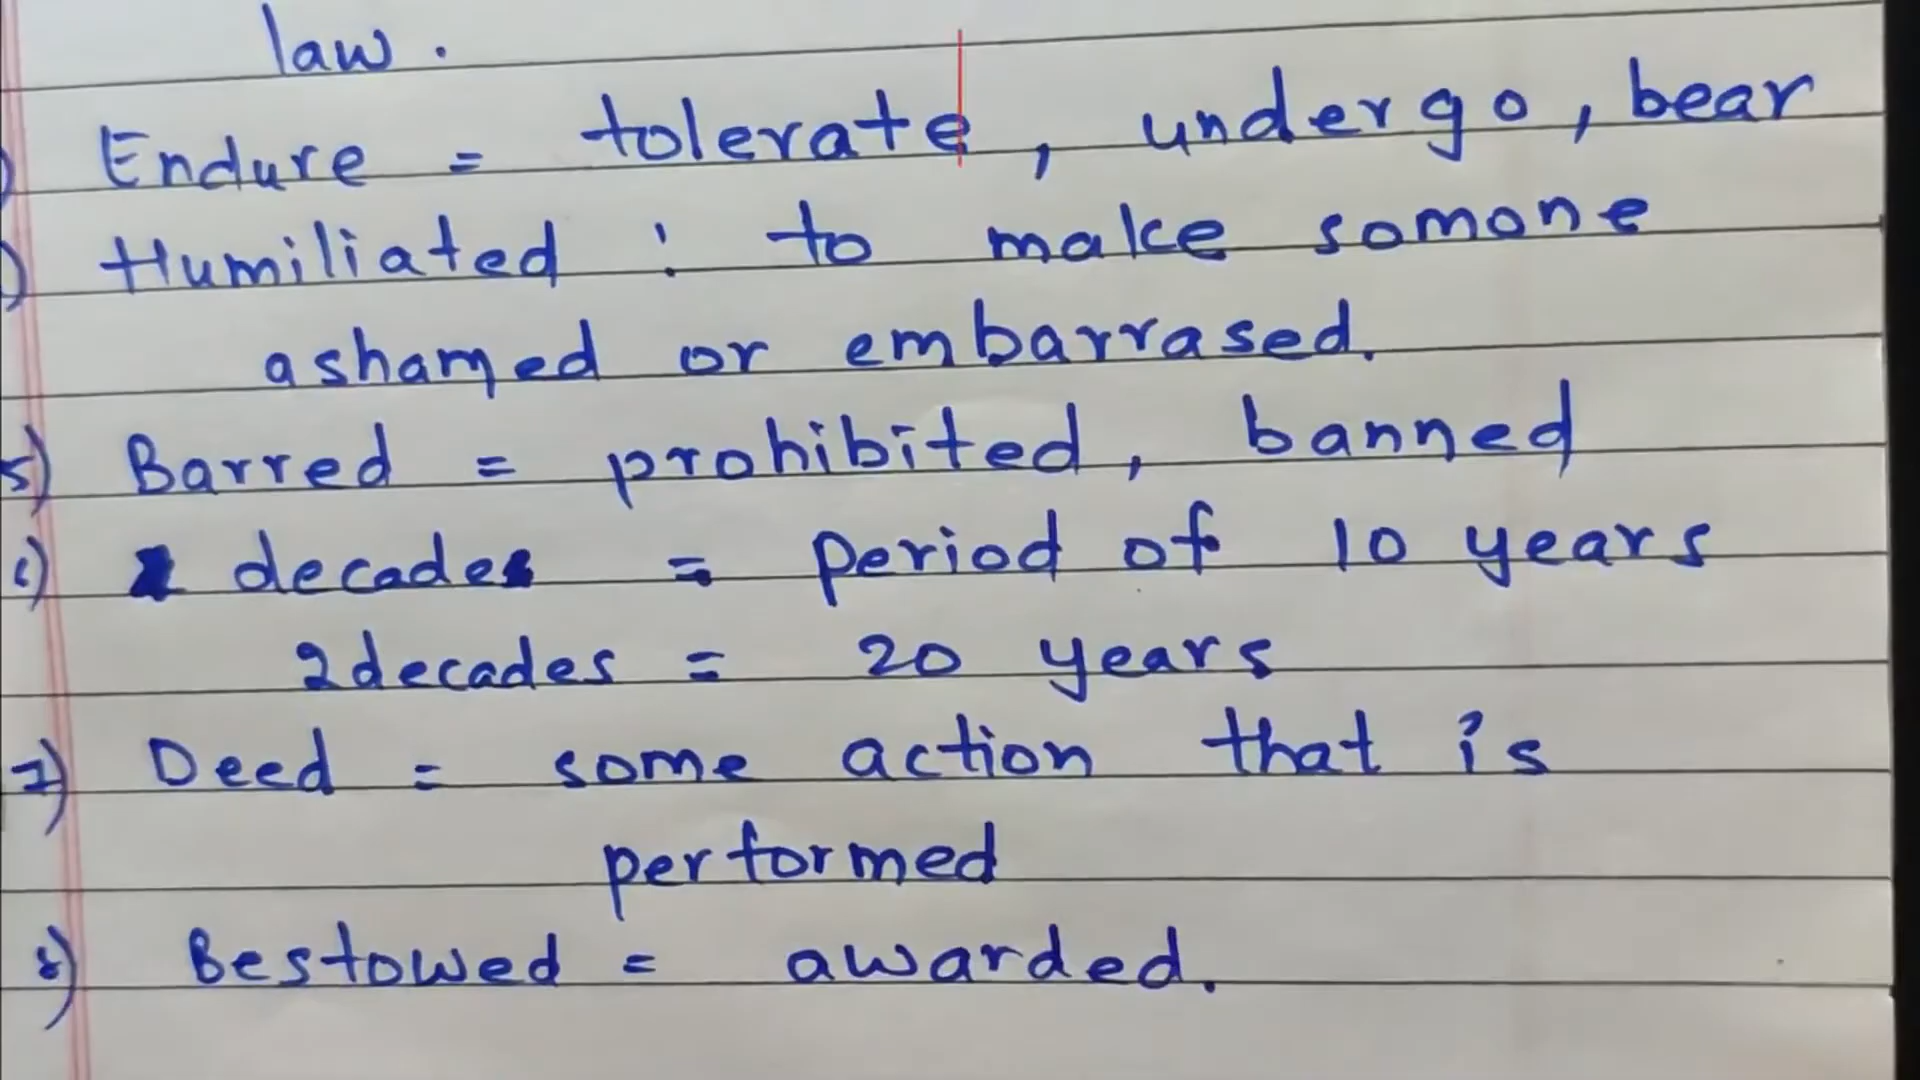 law.
Endure = tolerate, undergo, bear
Humiliated : to make somone
ashamed or embarrased.
5) Barred = prohibited, banned
decades = period of 10 years
2decades = 20 years
7) Deed = some action that is
performed
8) Bestowed = awarded.